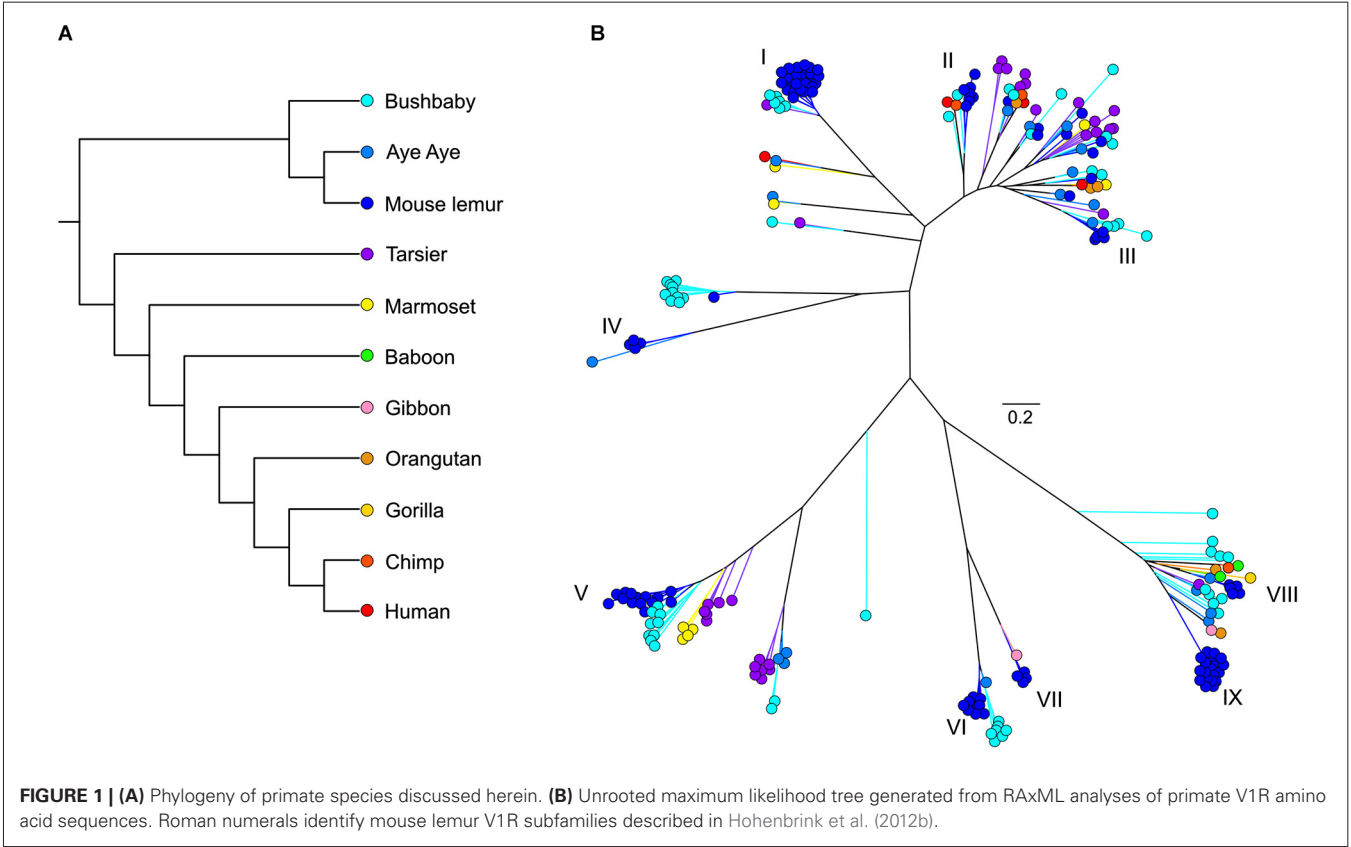 A
Bushbaby
Aye Aye
Mouse lemur
Tarsier
Marmoset
Baboon
Gibbon
Orangutan
Gorilla
Chimp
Human
B
I
II
III
IV
0.2
V
VI
VII
VIII
IX
FIGURE 1 | (A) Phylogeny of primate species discussed herein. (B) Unrooted maximum likelihood tree generated from RAxML analyses of primate V1R amino
acid sequences. Roman numerals identify mouse lemur V1R subfamilies described in Hohenbrink et al. (2012b).